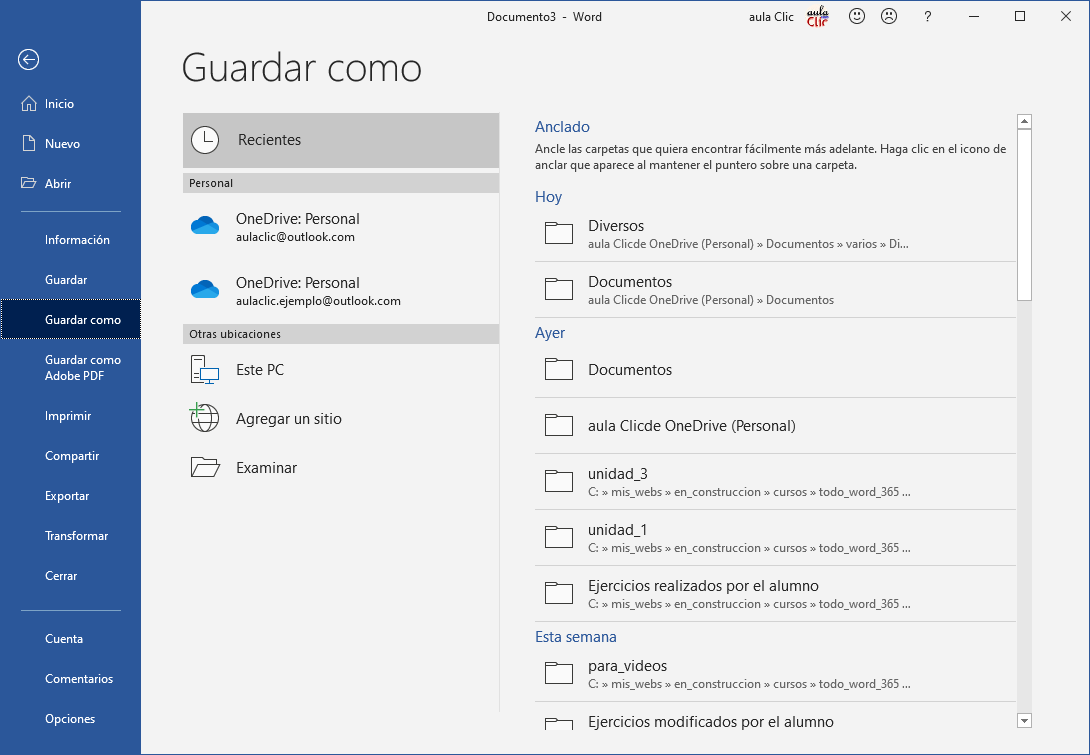 Documento3 - Word
aula Clic
aula
Clic
?
Inicio
Nuevo
Abrir
Información
Guardar
Guardar como
Guardar como
Adobe PDF
Imprimir
Compartir
Exportar
Transformar
Cerrar
Cuenta
Comentarios
Opciones
Guardar como
Recientes
Personal
OneDrive: Personal
aulaclic@outlook.com
OneDrive: Personal
aulaclic.ejemplo@outlook.com
Otras ubicaciones
Este PC
Agregar un sitio
Examinar
Anclado
Ancle las carpetas que quiera encontrar fácilmente más adelante. Haga clic en el icono de
anclar que aparece al mantener el puntero sobre una carpeta.
Hoy
Diversos
aula Clicde OneDrive (Personal) » Documentos » varios » Di...
Documentos
aula Clicde OneDrive (Personal) » Documentos
Ayer
Documentos
aula Clicde OneDrive (Personal)
unidad_3
C: » mis_webs » en_construccion » cursos » todo_word_365 ...
unidad_1
C: » mis_webs » en_construccion » cursos » todo_word_365 ...
Ejercicios realizados por el alumno
C: » mis_webs » en_construccion » cursos » todo_word_365 ...
Esta semana
para_videos
C: » mis_webs » en_construccion » cursos » todo_word_365 ...
Ejercicios modificados por el alumno